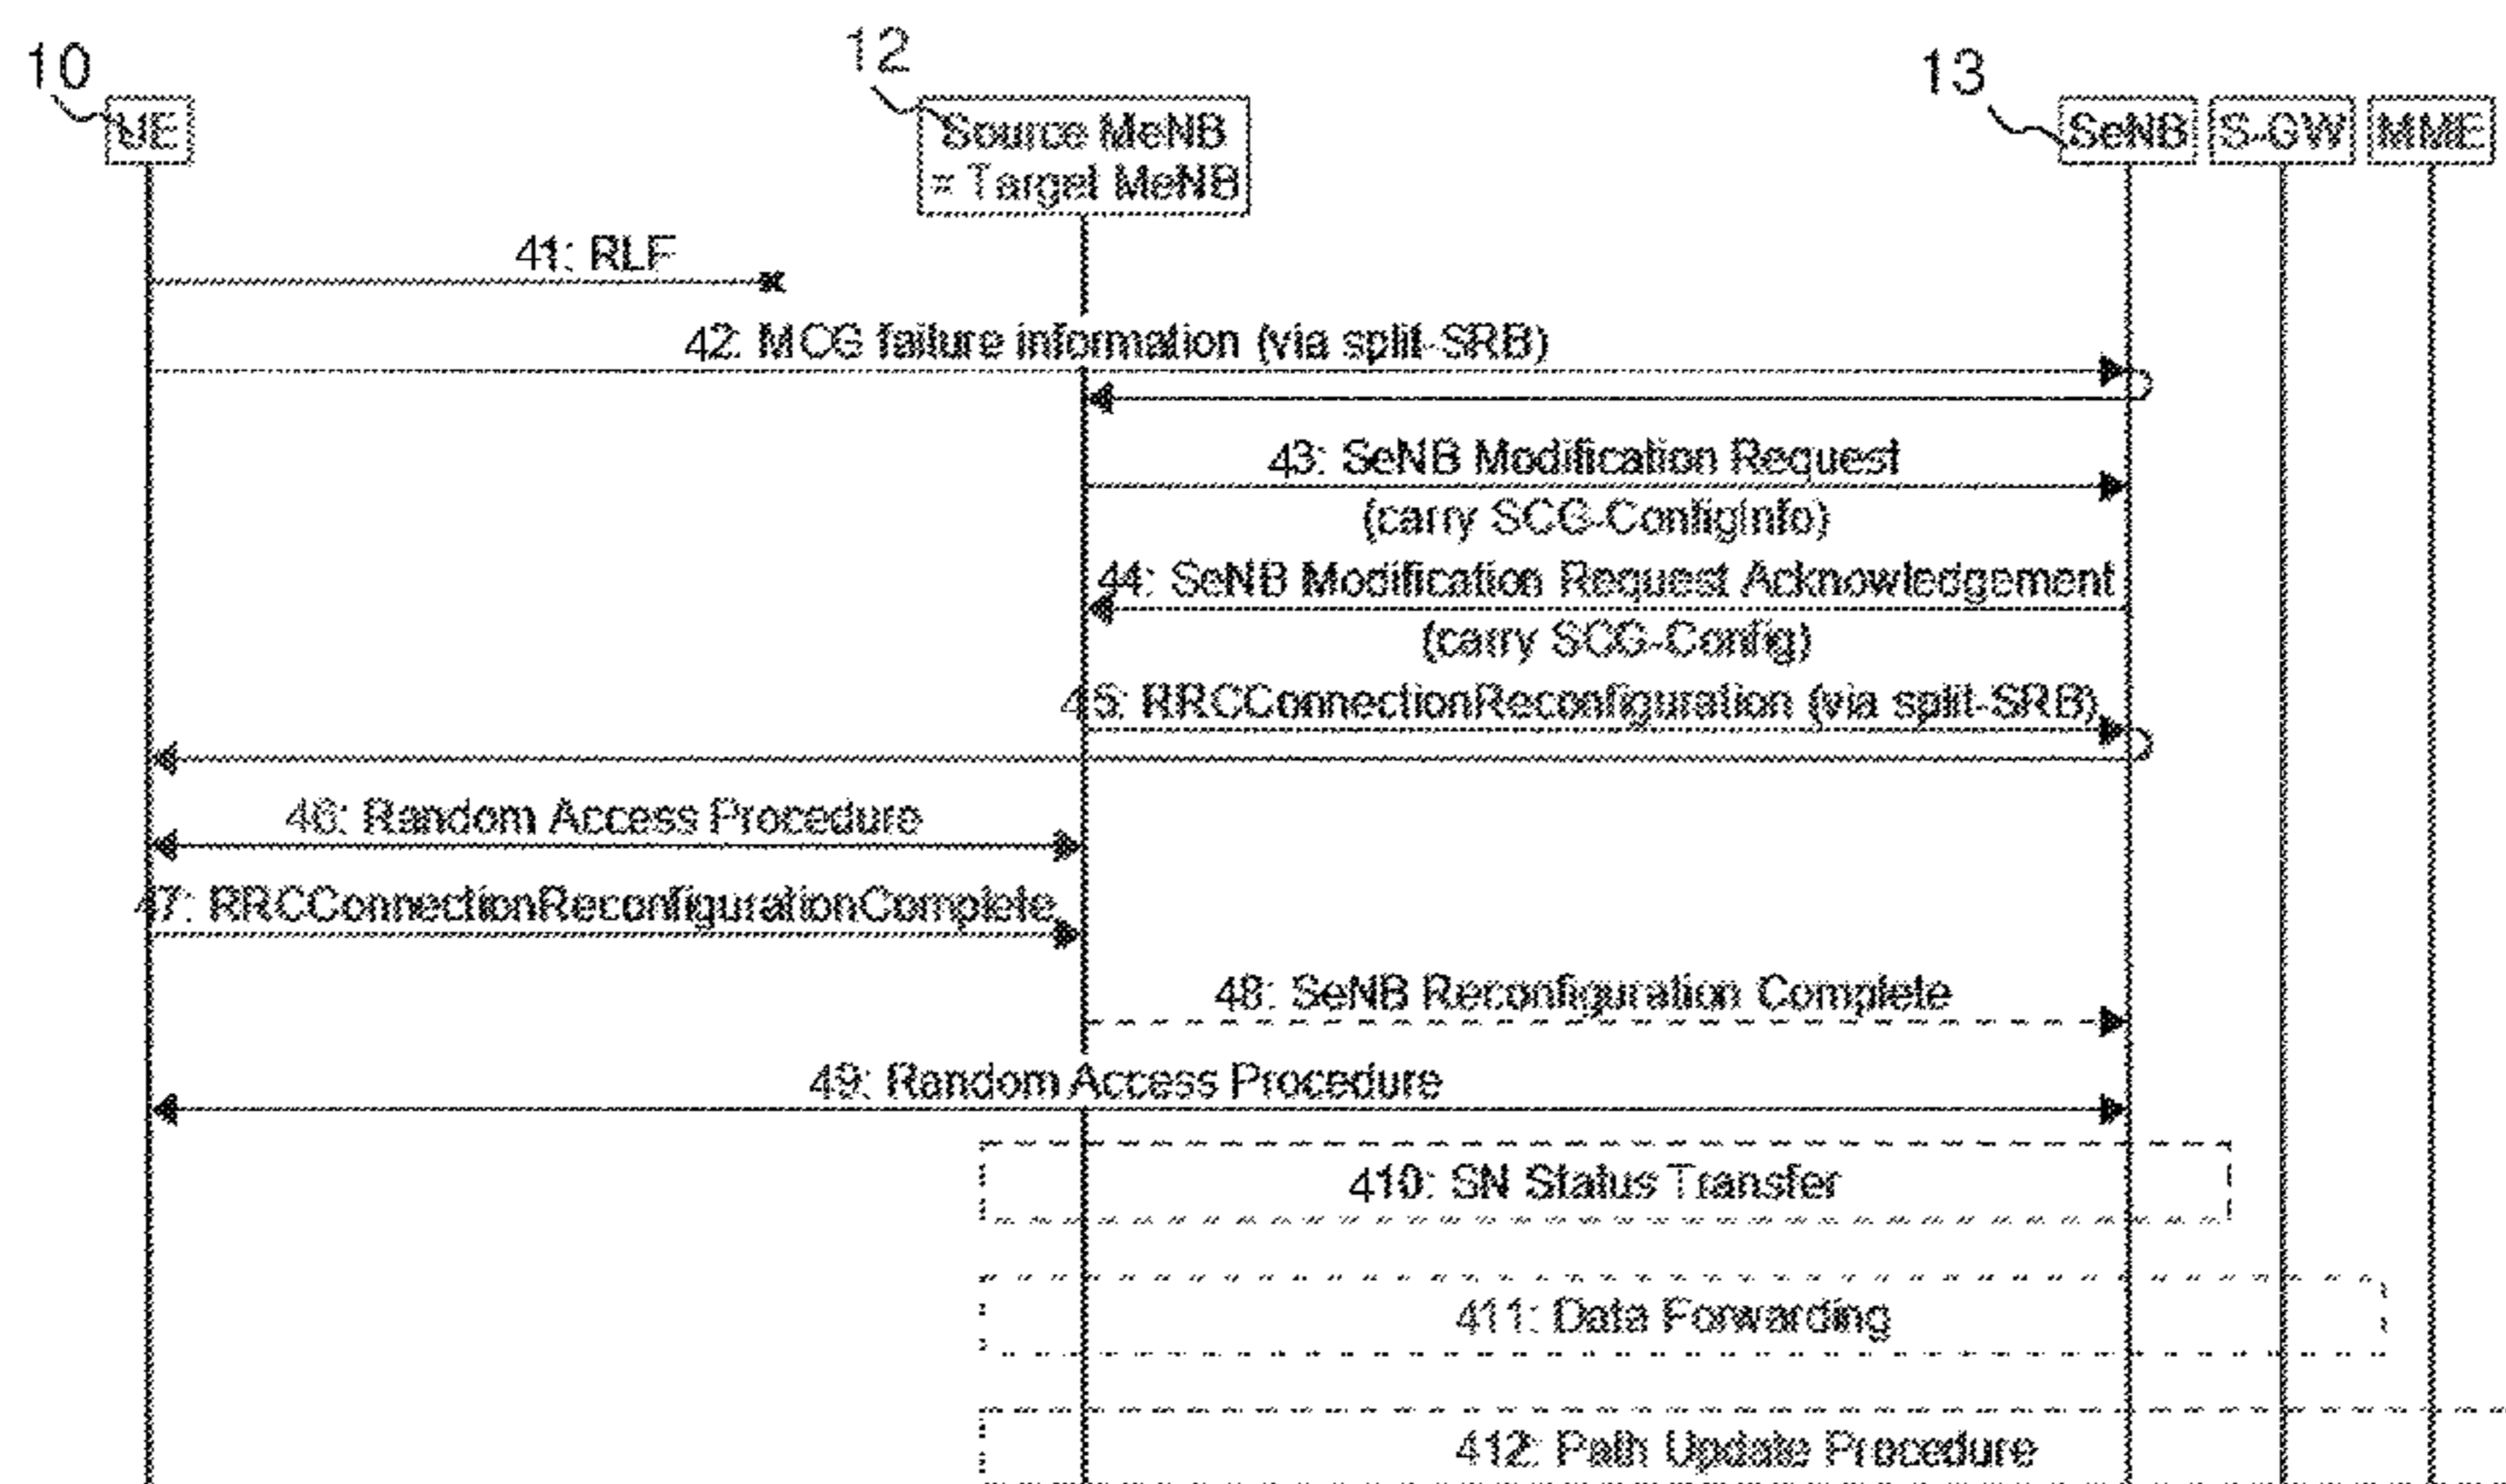 10
12
13
UE
Source MeNB
= Target MeNB
SeNB
S-GW
MME
41: RLF
42: MCG failure information (via split-SRB)
43: SeNB Modification Request
(carry SCG-ConfigInfo)
44: SeNB Modification Request Acknowledgement
(carry SCG-Config)
45: RRCConnectionReconfiguration (via split-SRB)
46: Random Access Procedure
47: RRCConnectionReconfigurationComplete
48: SeNB Reconfiguration Complete
49: Random Access Procedure
410: SN Status Transfer
411: Data Forwarding
412: Path Update Procedure